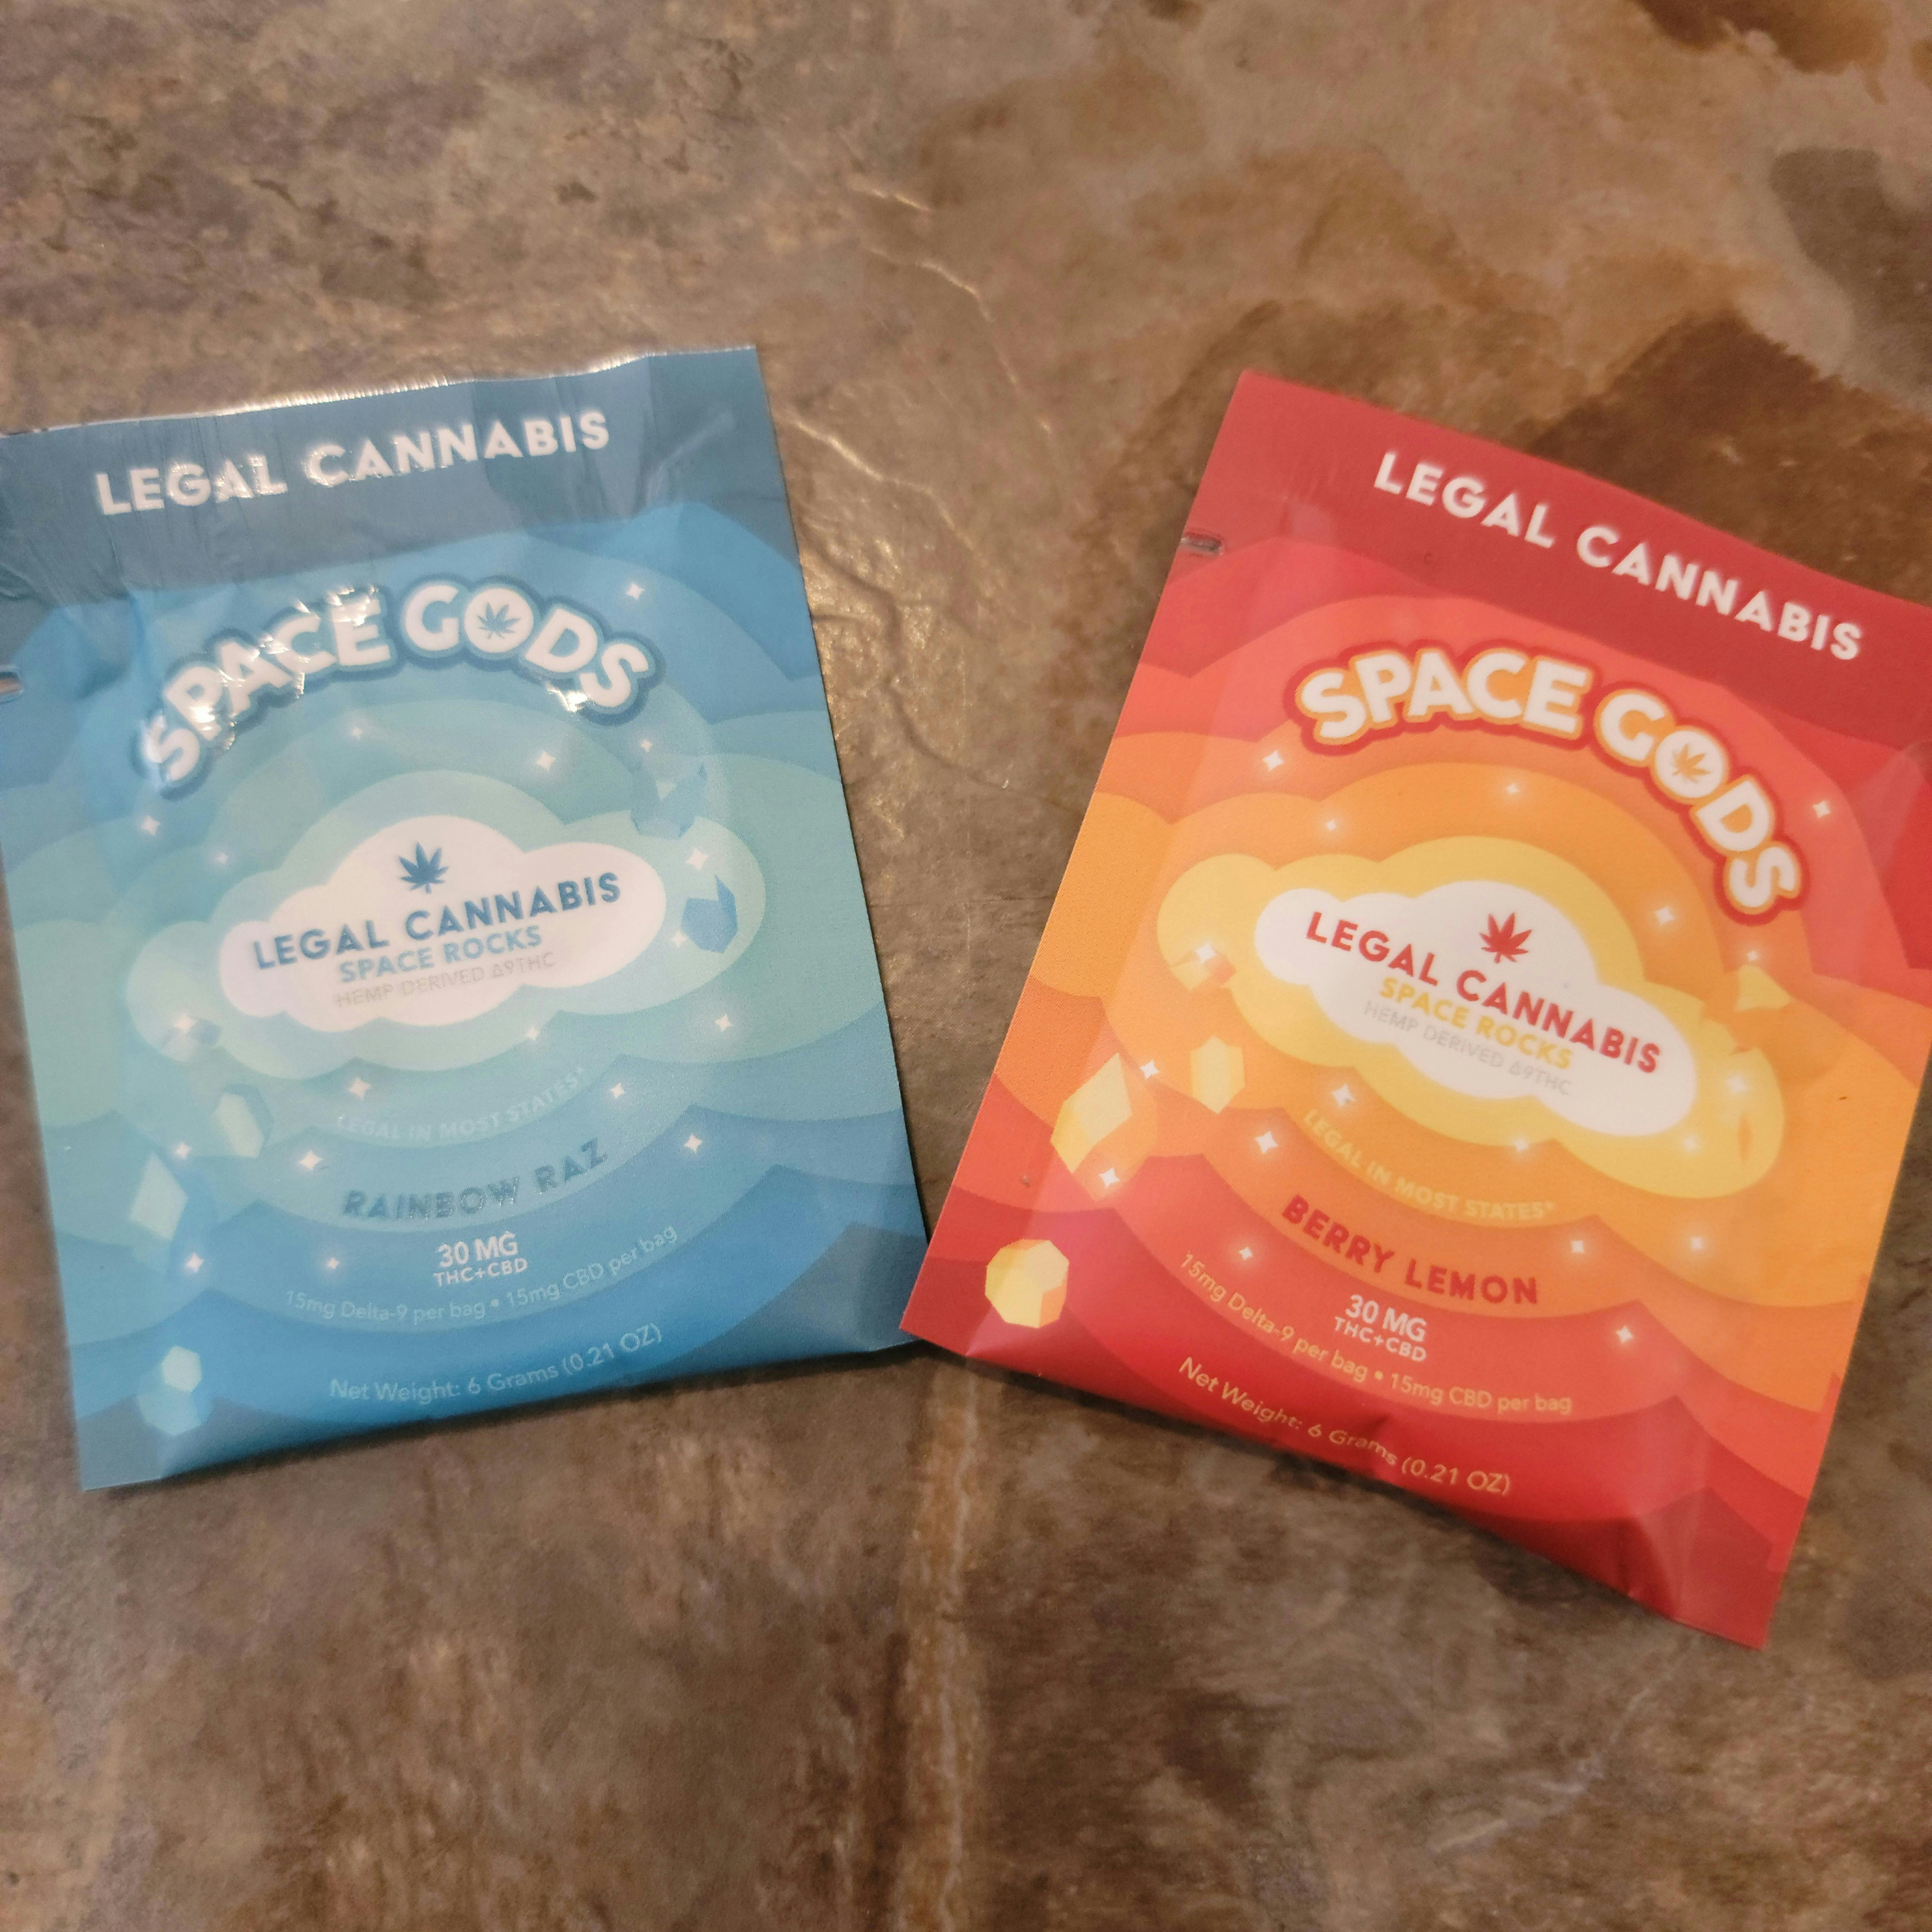 LEGAL CANNABIS
SPACE GODS
LEGAL CANNABIS
SPACE ROCKS
HEMP DERIVED Δ9THC
LEGAL IN MOST STATES*
RAINBOW RAZ
30 MG
THC+CBD
15mg Delta-9 per bag • 15mg CBD per bag
Net Weight: 6 Grams (0.21 OZ)
LEGAL CANNABIS
SPACE GODS
LEGAL CANNABIS
SPACE ROCKS
HEMP DERIVED Δ9THC
LEGAL IN MOST STATES*
BERRY LEMON
30 MG
THC+CBD
15mg Delta-9 per bag • 15mg CBD per bag
Net Weight: 6 Grams (0.21 OZ)